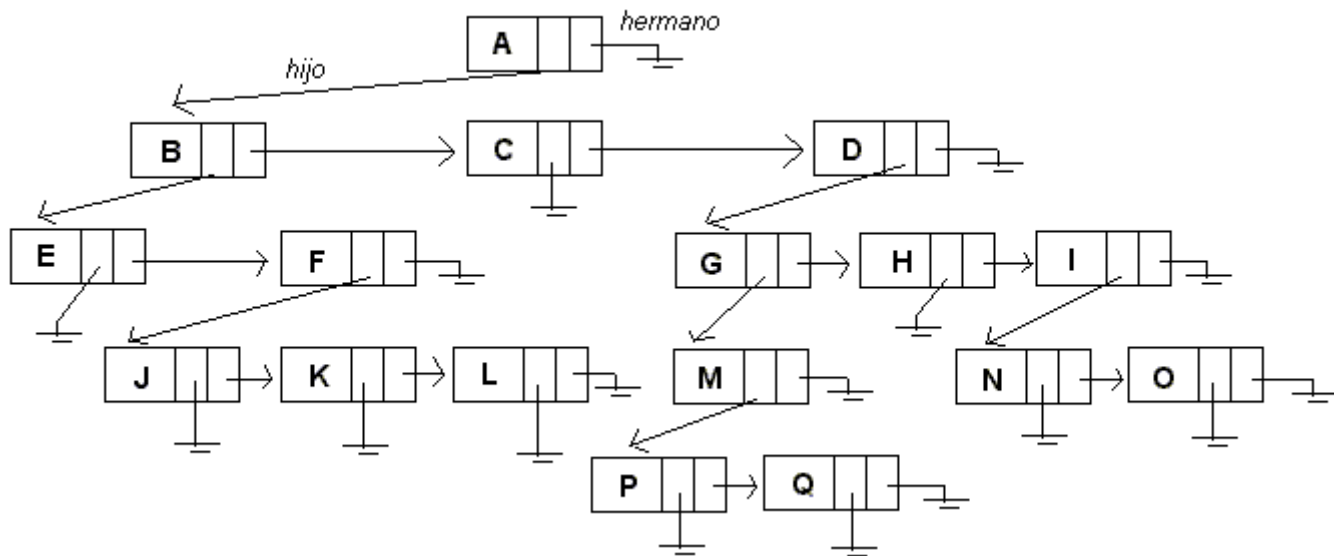 hermano
A
hijo
B C D
E F G H I
J K L M N O
P Q